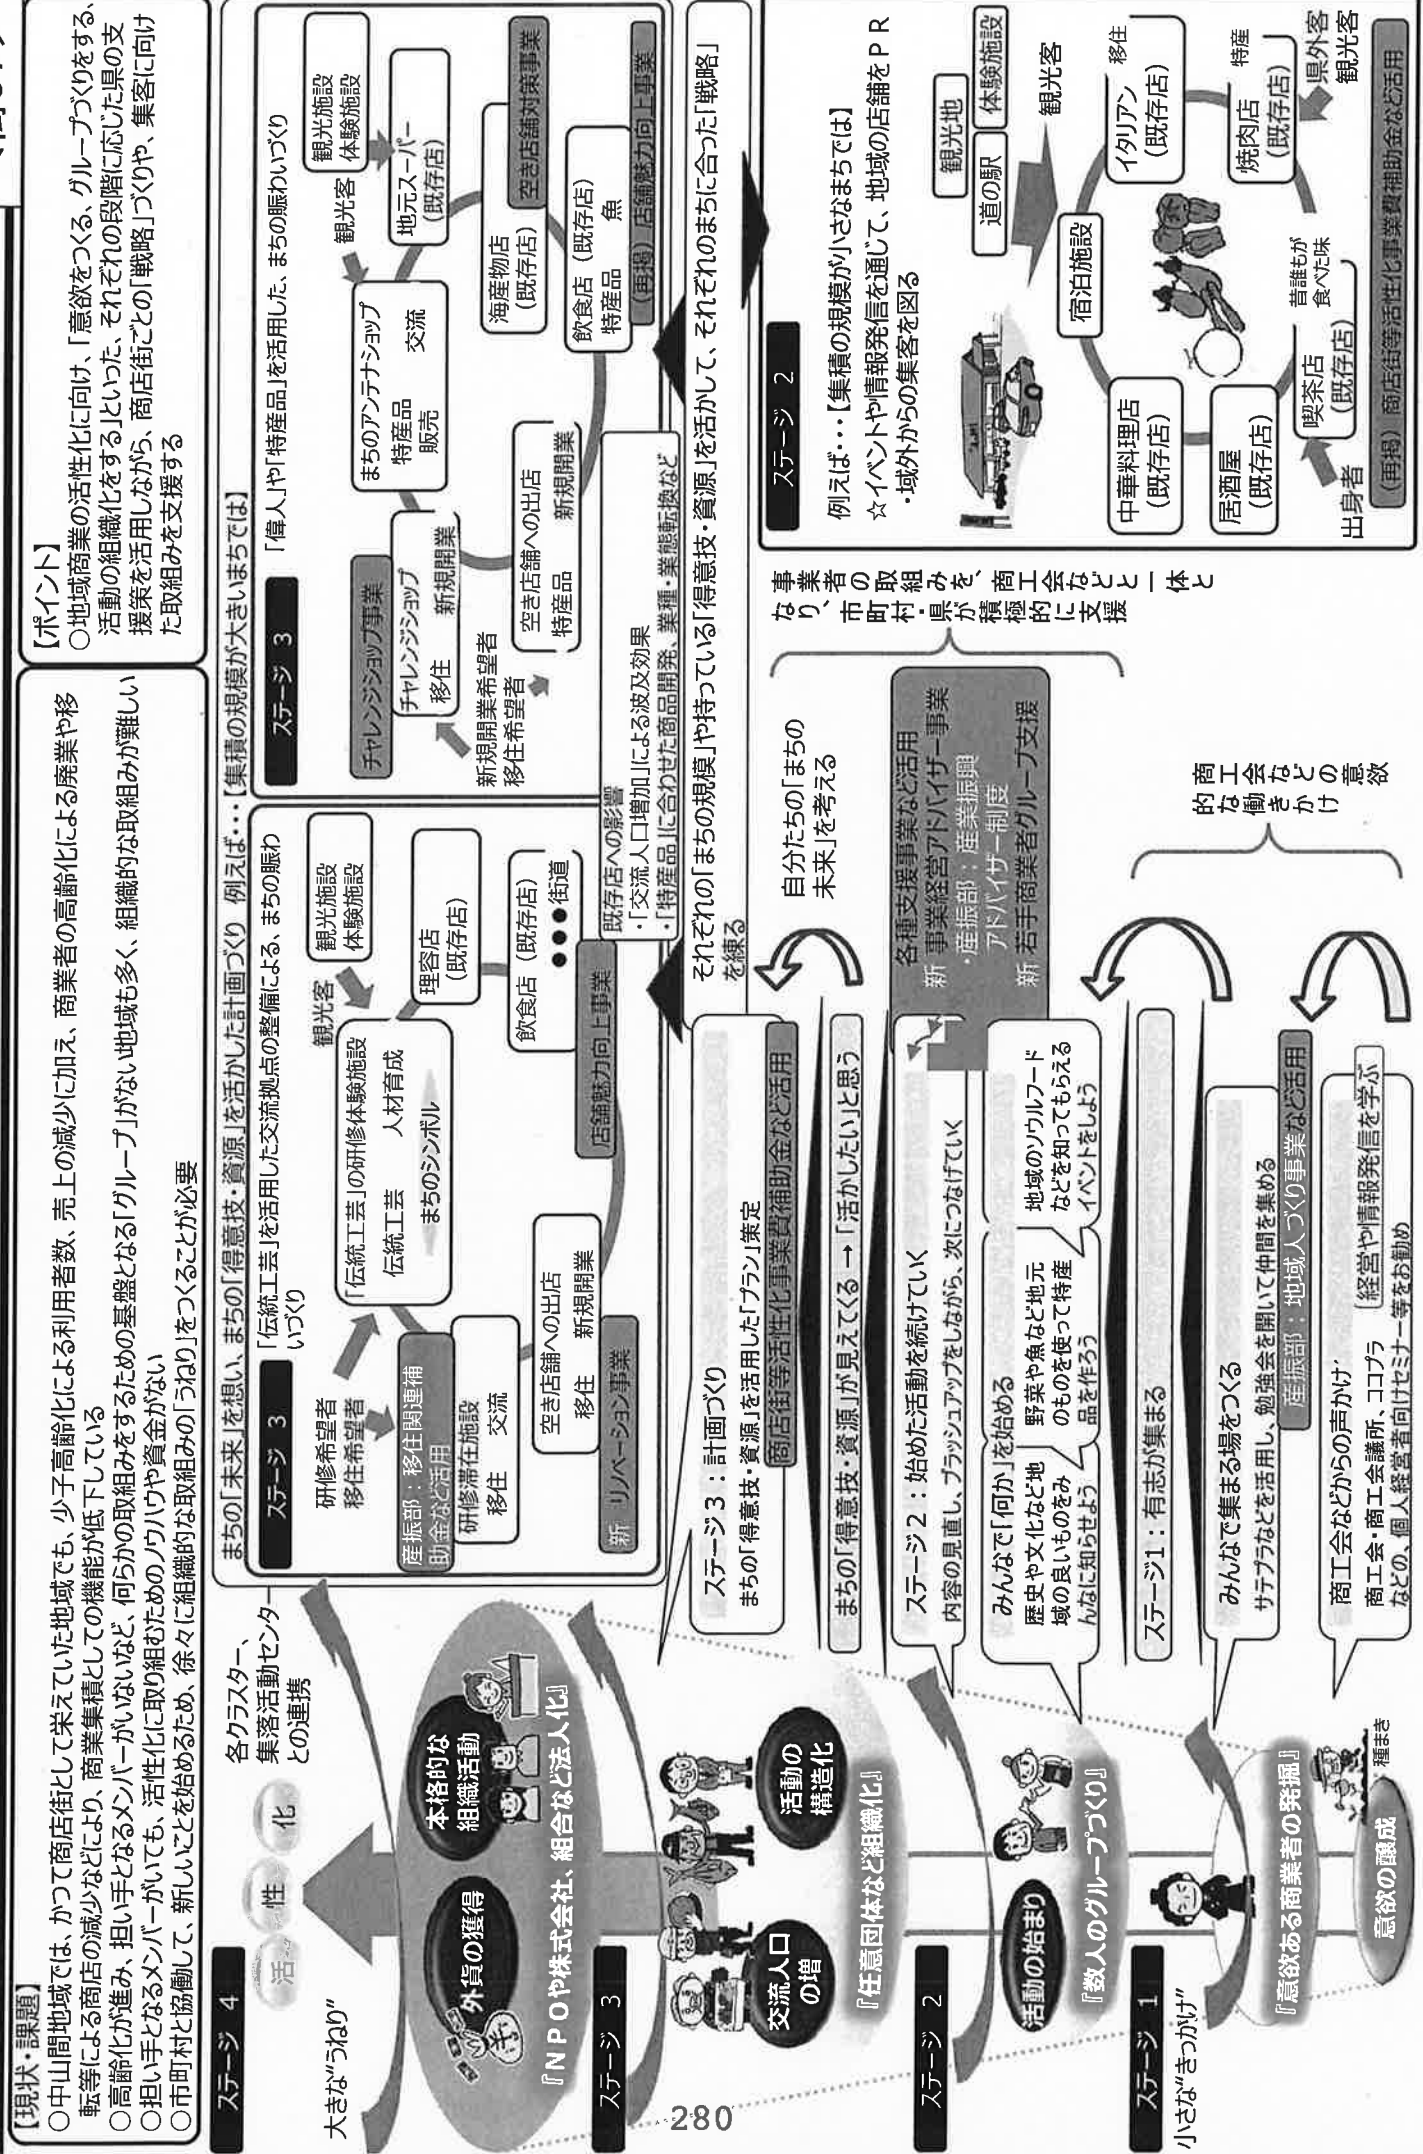 【現状・課題】
○中山間地域では、かつて商店街として栄えていた地域でも、少子高齢化による利用者数、売上の減少に加え、商業者の高齢化による廃業や移
転等による商店の減少などにより、商業集積としての機能が低下している
○高齢化が進み、担い手となるメンバーがいないなど、何らかの取組みをするための基盤となる「グループ」がない地域も多く、組織的な取組みが難しい
○担い手となるメンバーがいても、活性化に取り組むためのノウハウや資金がない
○市町村と協働して、新しいことを始めるため、徐々に組織的な取組みの「うねり」をつくることが必要
【ポイント】
○地域商業の活性化に向け、「意欲をつくる、グループづくりをする、
活動の組織化をする」といった、それぞれの段階に応じた県の支
援策を活用しながら、商店街ごとの「戦略」づくりや、集客に向け
た取組みを支援する
ステージ 4
活 性 化
各クラスター、
集落活動センター
との連携
大きな“うねり”
外貨の獲得
本格的な
組織活動
『NPOや株式会社、組合など法人化』
ステージ 3
交流人口
の増
活動の
構造化
『任意団体など組織化』
ステージ 2
活動の始まり
『数人のグループづくり』
ステージ 1
小さな“きっかけ”
『意欲ある商業者の発掘』
意欲の醸成
種まき
まちの「未来」を想い、まちの「得意技・資源」を活かした計画づくり 例えば・・・【集積の規模が大きいまちでは】
ステージ 3
「伝統工芸」を活用した交流拠点の整備による、まちの賑わ
いづくり
研修希望者
移住希望者
産振部：移住関連補
助金など活用
研修滞在施設
移住 交流
「伝統工芸」の研修体験施設
伝統工芸 人材育成
まちのシンボル
観光客
観光施設
体験施設
理容店
(既存店)
飲食店 (既存店)
●●●街道
店舗魅力向上事業
空き店舗への出店
移住 新規開業
新 リノベーション事業
ステージ 3
「偉人」や「特産品」を活用した、まちの賑わいづくり
チャレンジショップ事業
チャレンジショップ
移住 新規開業
新規開業希望者
移住希望者
まちのアンテナショップ
特産品 交流
販売
観光客
観光施設
体験施設
地元スーパー
(既存店)
海産物店
(既存店)
空き店舗対策事業
飲食店 (既存店)
特産品 魚
(再掲) 店舗魅力向上事業
空き店舗への出店
特産品 新規開業
既存店への影響
・「交流人口増加」による波及効果
・「特産品」に合わせた商品開発、業種・業態転換など
それぞれの「まちの規模」や持っている「得意技・資源」を活かして、それぞれのまちに合った「戦略」
を練る
ステージ3：計画づくり
まちの「得意技・資源」を活用した「プラン」策定
商店街等活性化事業費補助金など活用
まちの「得意技・資源」が見えてくる → 「活かしたい」と思う
自分たちの「まちの
未来」を考える
ステージ2：始めた活動を続けていく
内容の見直し、ブラッシュアップをしながら、次につなげていく
各種支援事業など活用
新 事業経営アドバイザー事業
・産振部：産業振興
アドバイザー制度
新 若手商業者グループ支援
みんなで「何か」を始める
歴史や文化など地
域の良いものをみ
んなに知らせよう
野菜や魚など地元
のものを使って特産
品を作ろう
地域のソウルフード
などを知ってもらえる
イベントをしよう
ステージ1：有志が集まる
みんなで集まる場をつくる
サテプラなどを活用し、勉強会を開いて仲間を集める
産振部：地域人づくり事業など活用
商工会などからの声かけ
商工会・商工会議所、ココプラ
などの、個人経営者向けセミナー等をお勧め
経営や情報発信を学ぶ
事業者の取組みを、商工会などと一体と
なり、市町村・県が積極的に支援
商工会などの意欲
的な働きかけ
ステージ 2
例えば・・・【集積の規模が小さなまちでは】
☆イベントや情報発信を通じて、地域の店舗をPR
・域外からの集客を図る
観光地
道の駅
体験施設
観光客
宿泊施設
イタリアン
(既存店)
移住
焼肉店
(既存店)
特産
県外客
観光客
中華料理店
(既存店)
居酒屋
(既存店)
喫茶店
(既存店)
昔誰もが
食べた味
出身者
(再掲) 商店街等活性化事業費補助金など活用
280